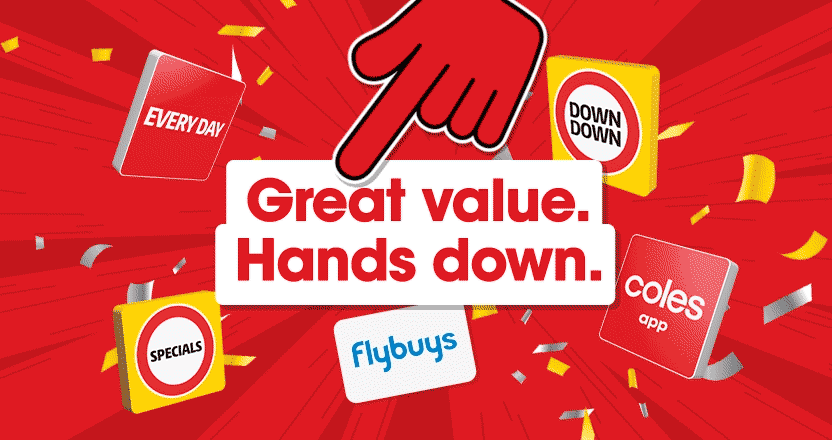 EVERY DAY
DOWN
DOWN
Great value.
Hands down.
coles
app
SPECIALS
flybuys